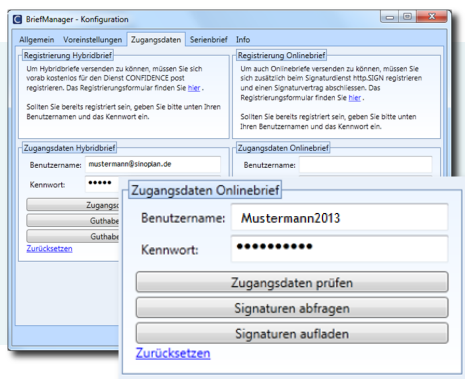 BriefManager - Konfiguration
Allgemein Voreinstellungen Zugangsdaten Serienbrief Info
Registrierung Hybridbrief
Um Hybridbriefe versenden zu können, müssen Sie sich
vorab kostenlos für den Dienst CONFIDENCE post
registrieren. Das Registrierungsformular finden Sie hier .
Sollten Sie bereits registriert sein, geben Sie bitte unten Ihren
Benutzernamen und das Kennwort ein.
Registrierung Onlinebrief
Um auch Onlinebriefe versenden zu können, müssen Sie
sich zusätzlich beim Signaturdienst http.SIGN registrieren
und einen Signaturvertrag abschliessen. Das
Registrierungsformular finden Sie hier .
Sollten Sie bereits registriert sein, geben Sie bitte unten
Ihren Benutzernamen und das Kennwort ein.
Zugangsdaten Hybridbrief
Benutzername: mustermann@sinoplan.de
Kennwort: •••••
Zugangsd
Guthabe
Guthabe
Zurücksetzen
Zugangsdaten Onlinebrief
Benutzername:
Zugangsdaten Onlinebrief
Benutzername: Mustermann2013
Kennwort: ••••••••••
Zugangsdaten prüfen
Signaturen abfragen
Signaturen aufladen
Zurücksetzen